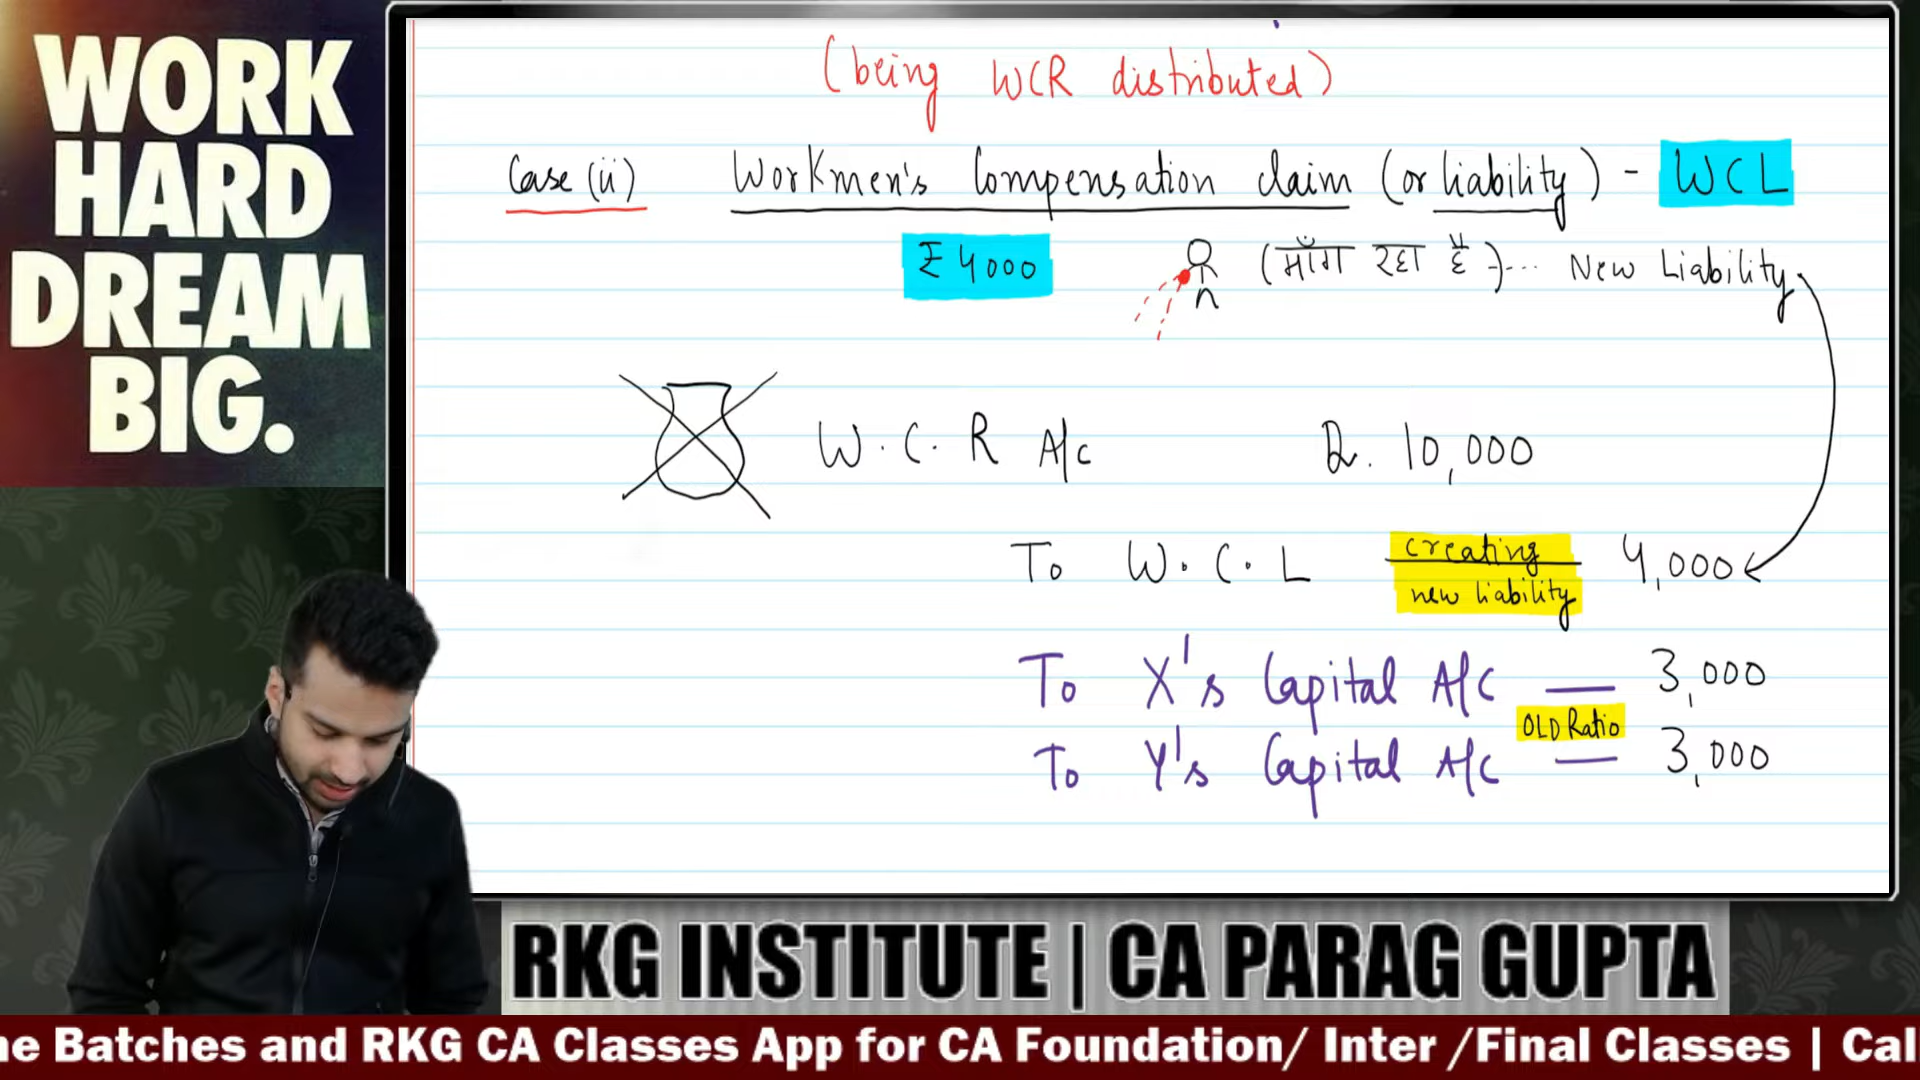 WORK
HARD
DREAM
BIG.
(being WCR distributed)
Case (ii) Workmen's Compensation claim (or liability) - WCL
₹ 4000 (माँग रहा है)-... New Liability
W.C.R A/c Dr. 10,000
To W.C.L creating new liability 4,000
To X's Capital A/C 3,000
OLD Ratio
To Y's Capital A/C 3,000
RKG INSTITUTE | CA PARAG GUPTA
ne Batches and RKG CA Classes App for CA Foundation/ Inter /Final Classes | Cal